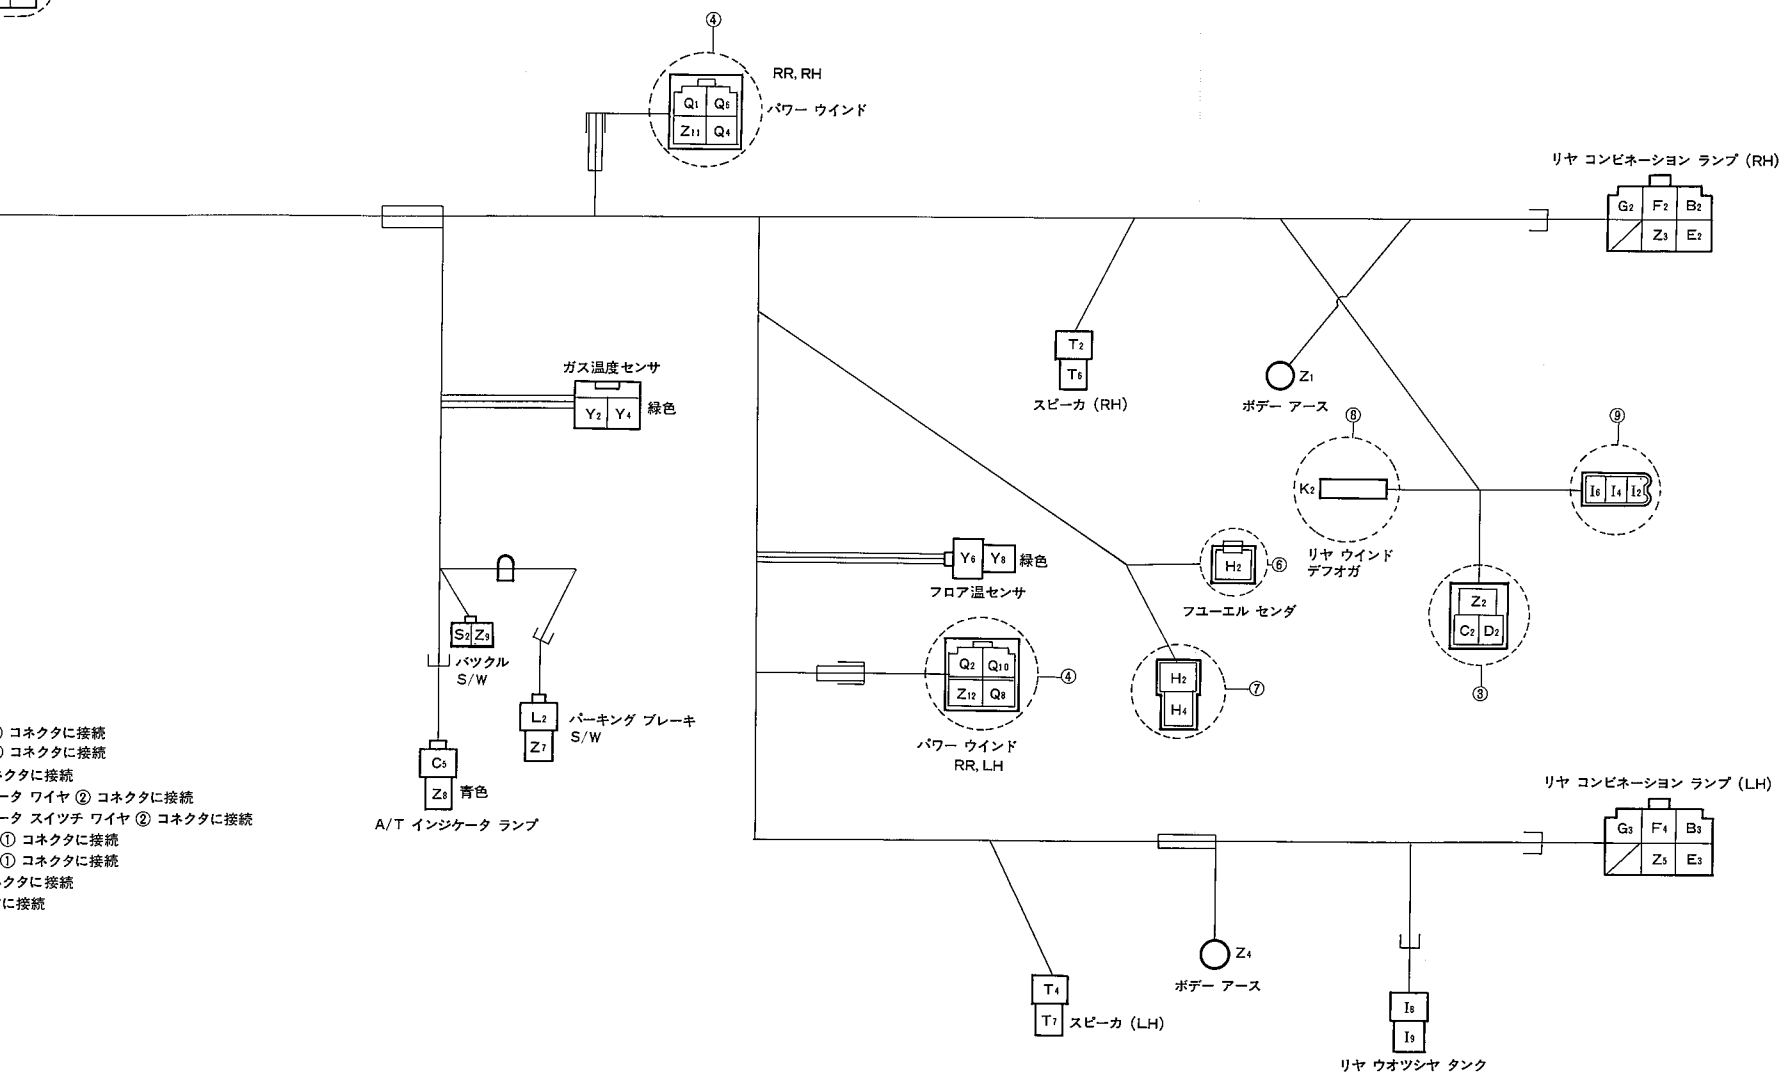 ④
RR, RH
パワー ウインド
Q1 Q6
Z11 Q4
リヤ コンビネーション ランプ (RH)
G2 F2 B2
Z3 E2
ガス温度センサ
Y2 Y4 緑色
T2
T6
スピーカ (RH)
Z1
ボデー アース
⑧
K2
リヤ ウインド
デフオガ
⑨
I6 I4 I2
Z2
C2 D2
③
Y6 Y8 緑色
フロア温センサ
H2 ⑥
フユーエル センダ
S2 Z9
バツクル
S/W
Q2 Q10
Z12 Q8
④
パワー ウインド
RR, LH
H2
H4
⑦
L2
Z7
パーキング ブレーキ
S/W
C5
Z8 青色
A/T インジケータ ランプ
) コネクタに接続
) コネクタに接続
ネクタに接続
ータ ワイヤ ② コネクタに接続
ータ スイツチ ワイヤ ② コネクタに接続
① コネクタに接続
① コネクタに接続
ネクタに接続
に接続
リヤ コンビネーション ランプ (LH)
G3 F4 B3
Z5 E3
T4
T7 スピーカ (LH)
Z4
ボデー アース
I8
I9
リヤ ウオツシヤ タンク